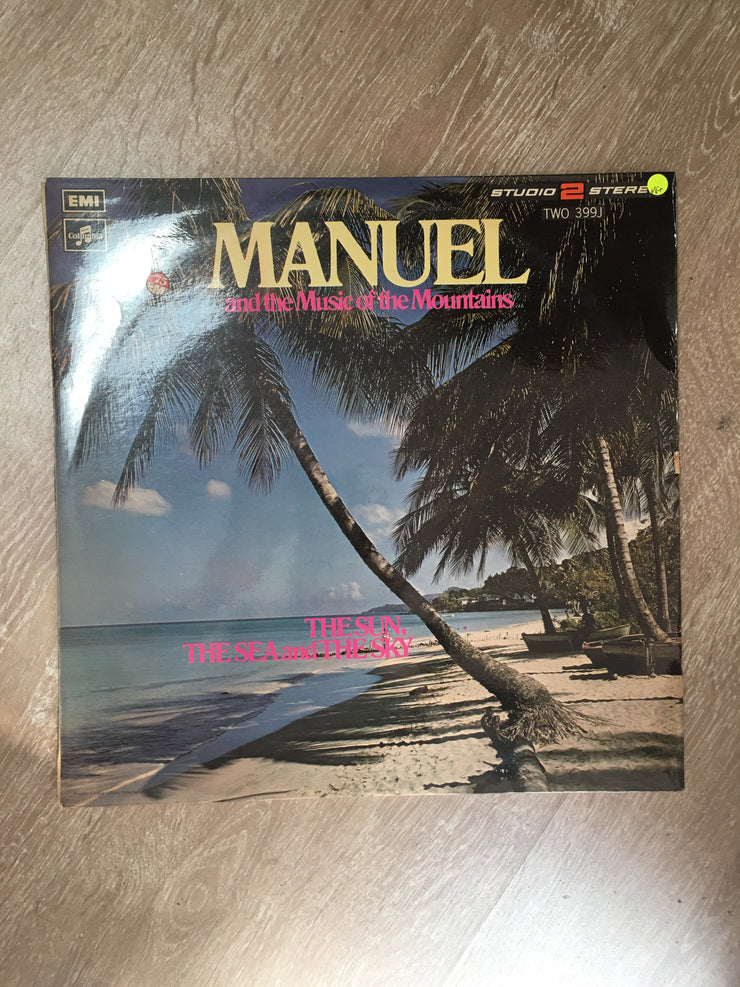 EMI
Columbia
STUDIO 2 STEREO
TWO 399J
MANUEL
and the Music of the Mountains
THE SUN,
THE SEA and THE SKY